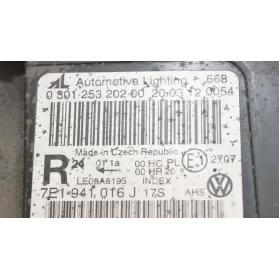 AL Automotive Lighting 668
0 301 253 202 00 20 03 12 0054
Made in Czech Republic
R 01 1a 00 HC PL E1 2707
← 00 HR 20
LE08A6195 INDEX
7E1 941 016 J 17S AHS